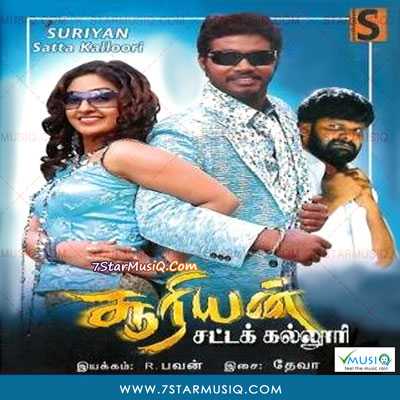 SURIYAN
Satta Kalloori
S
7StarMusiQ.Com
சூரியன்
சட்டக் கல்லூரி
இயக்கம்: R.பவன் இசை: தேவா
VMUSIQ
feel the music rain
WWW.7STARMUSIQ.COM